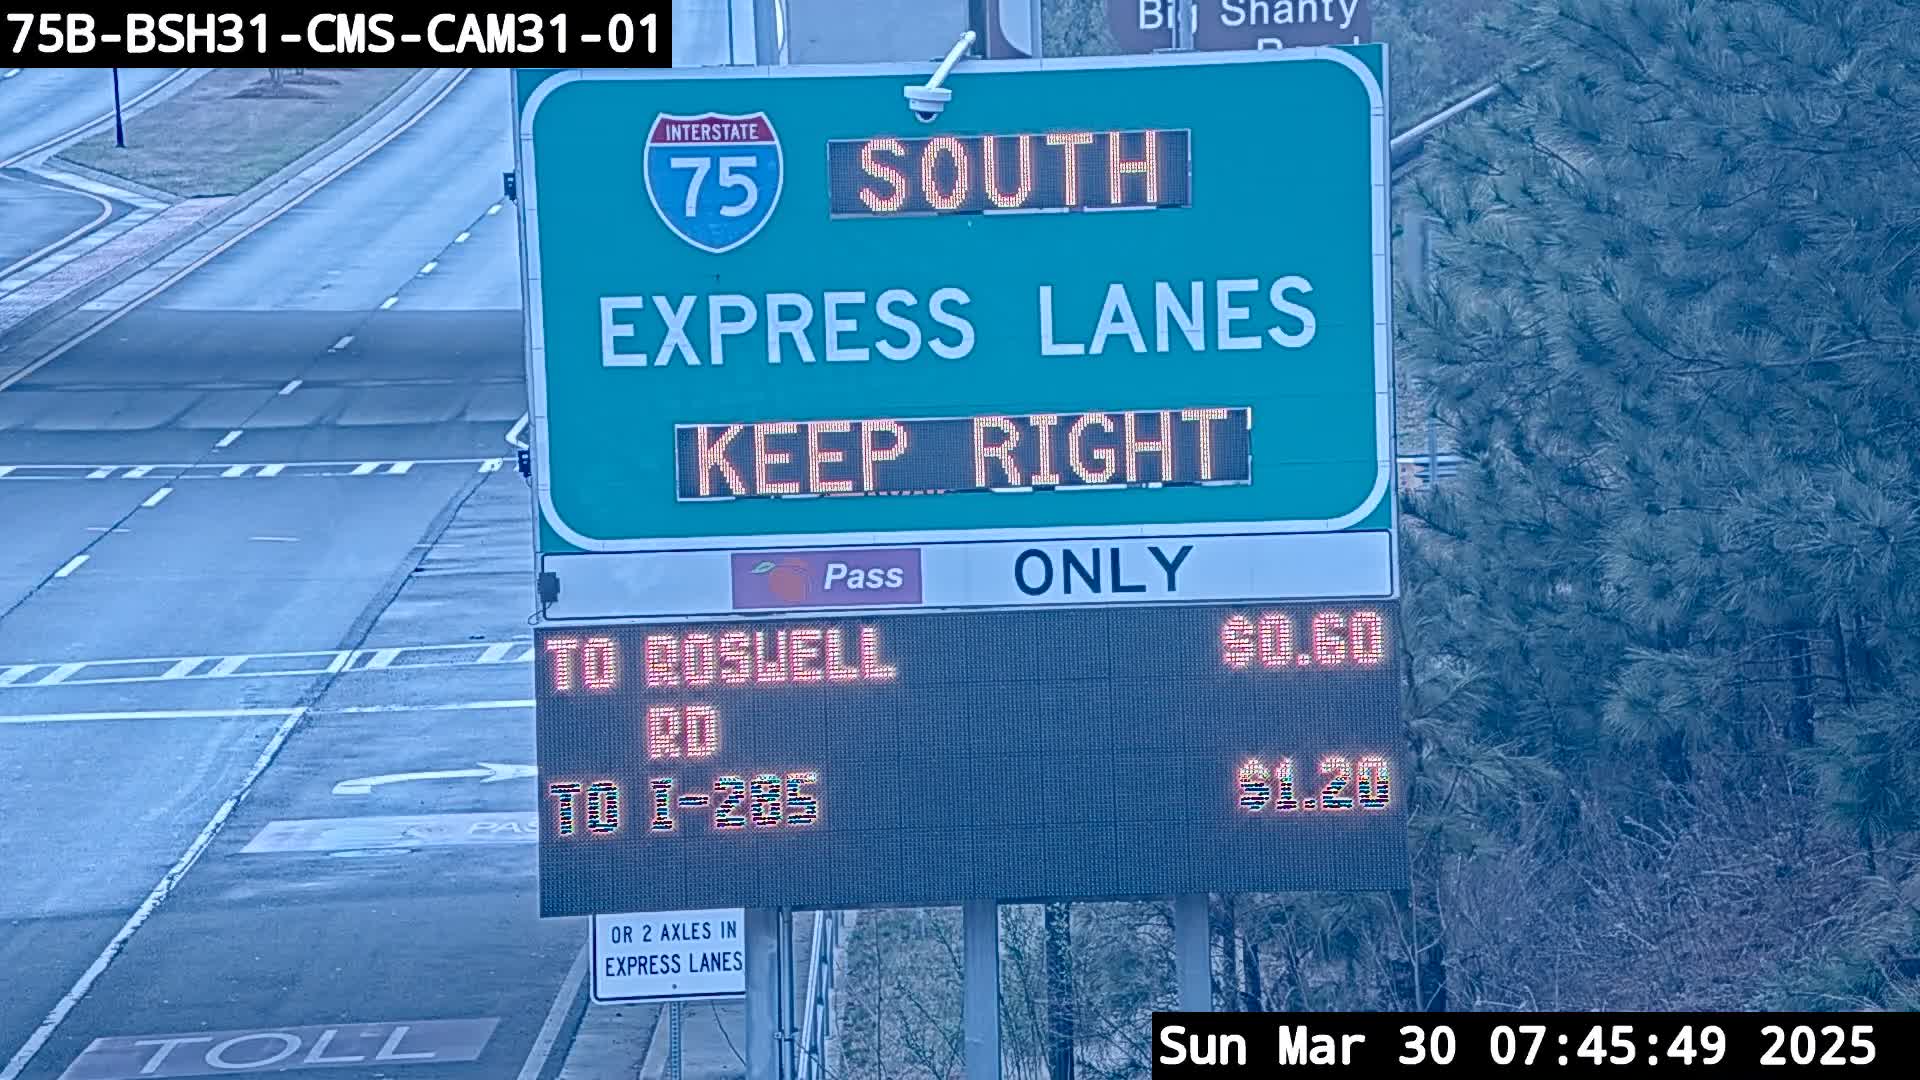 75B-BSH31-CMS-CAM31-01
Big Shanty
Road
INTERSTATE
75
SOUTH
EXPRESS LANES
KEEP RIGHT
Pass
ONLY
TO ROSWELL $0.60
RD
TO I-285 $1.20
PAS
OR 2 AXLES IN
EXPRESS LANES
TOLL
Sun Mar 30 07:45:49 2025